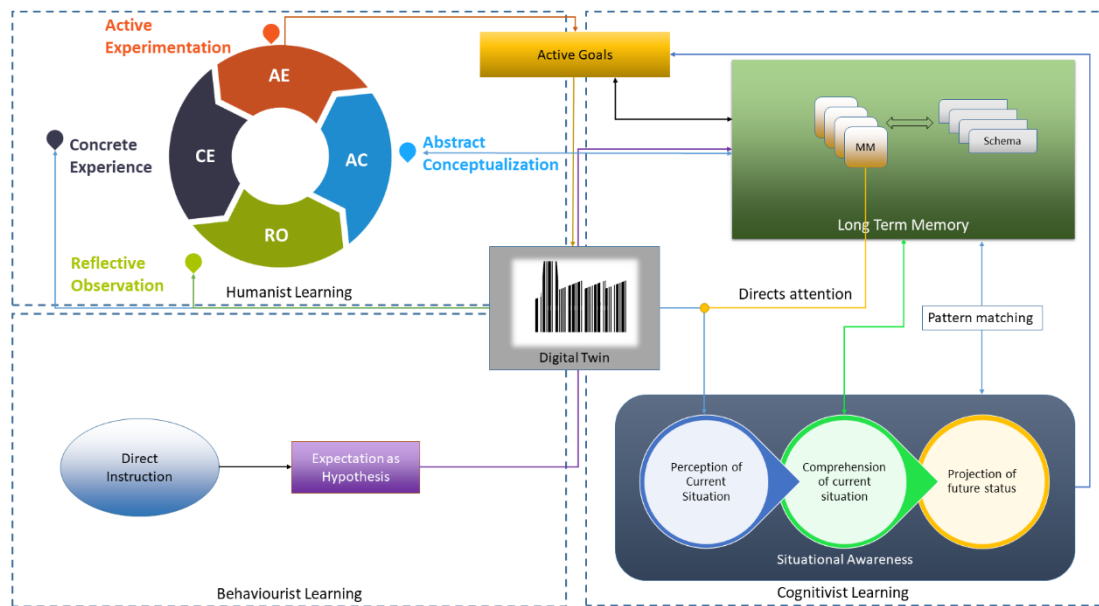 Active
Experimentation
AE
CE
AC
RO
Concrete
Experience
Abstract
Conceptualization
Reflective
Observation
Humanist Learning
Active Goals
MM
Schema
Long Term Memory
Digital Twin
Directs attention
Pattern matching
Direct
Instruction
Expectation as
Hypothesis
Behaviourist Learning
Perception of
Current
Situation
Comprehension
of current
situation
Projection of
future status
Situational Awareness
Cognitivist Learning